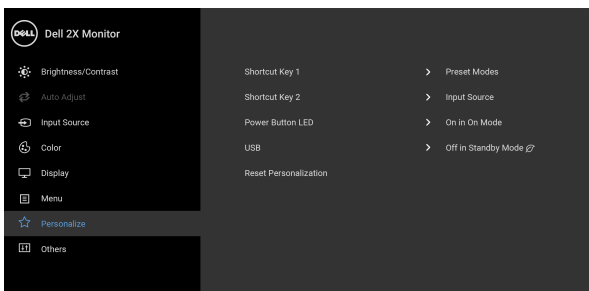 DELL Dell 2X Monitor
Brightness/Contrast
Auto Adjust
Input Source
Color
Display
Menu
Personalize
Others
Shortcut Key 1 > Preset Modes
Shortcut Key 2 > Input Source
Power Button LED > On in On Mode
USB > Off in Standby Mode
Reset Personalization